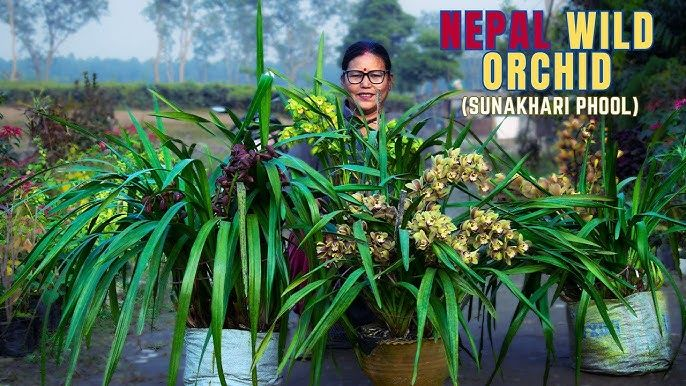 NEPAL WILD
ORCHID
(SUNAKHARI PHOOL)